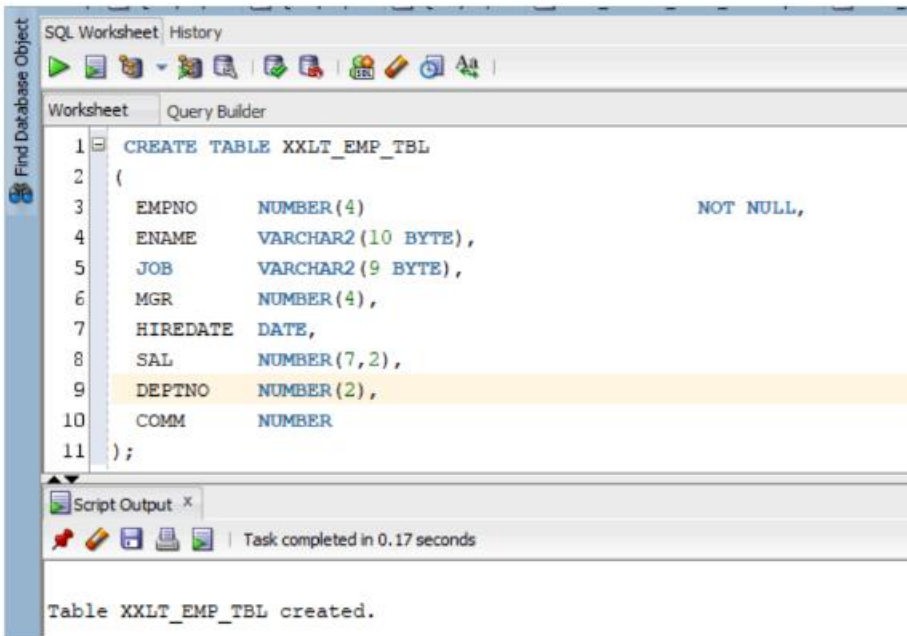 Find Database Object
SQL Worksheet History
SQL
Aa
Worksheet Query Builder
1 CREATE TABLE XXLT_EMP_TBL
2 (
3 EMPNO NUMBER(4) NOT NULL,
4 ENAME VARCHAR2(10 BYTE),
5 JOB VARCHAR2(9 BYTE),
6 MGR NUMBER(4),
7 HIREDATE DATE,
8 SAL NUMBER(7,2),
9 DEPTNO NUMBER(2),
10 COMM NUMBER
11 );
Script Output x
Task completed in 0.17 seconds
Table XXLT_EMP_TBL created.